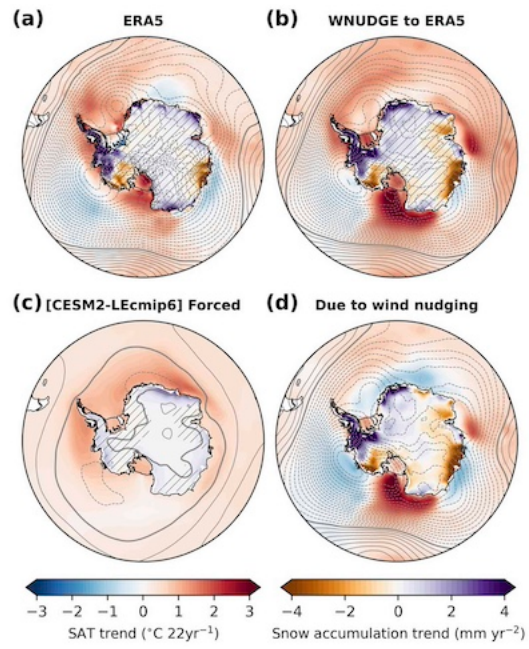 (a) ERA5
(b) WNUDGE to ERA5
(c) [CESM2-LEcmip6] Forced
(d) Due to wind nudging
−3 −2 −1 0 1 2 3
SAT trend (°C 22yr⁻¹)
−4 −2 0 2 4
Snow accumulation trend (mm yr⁻²)